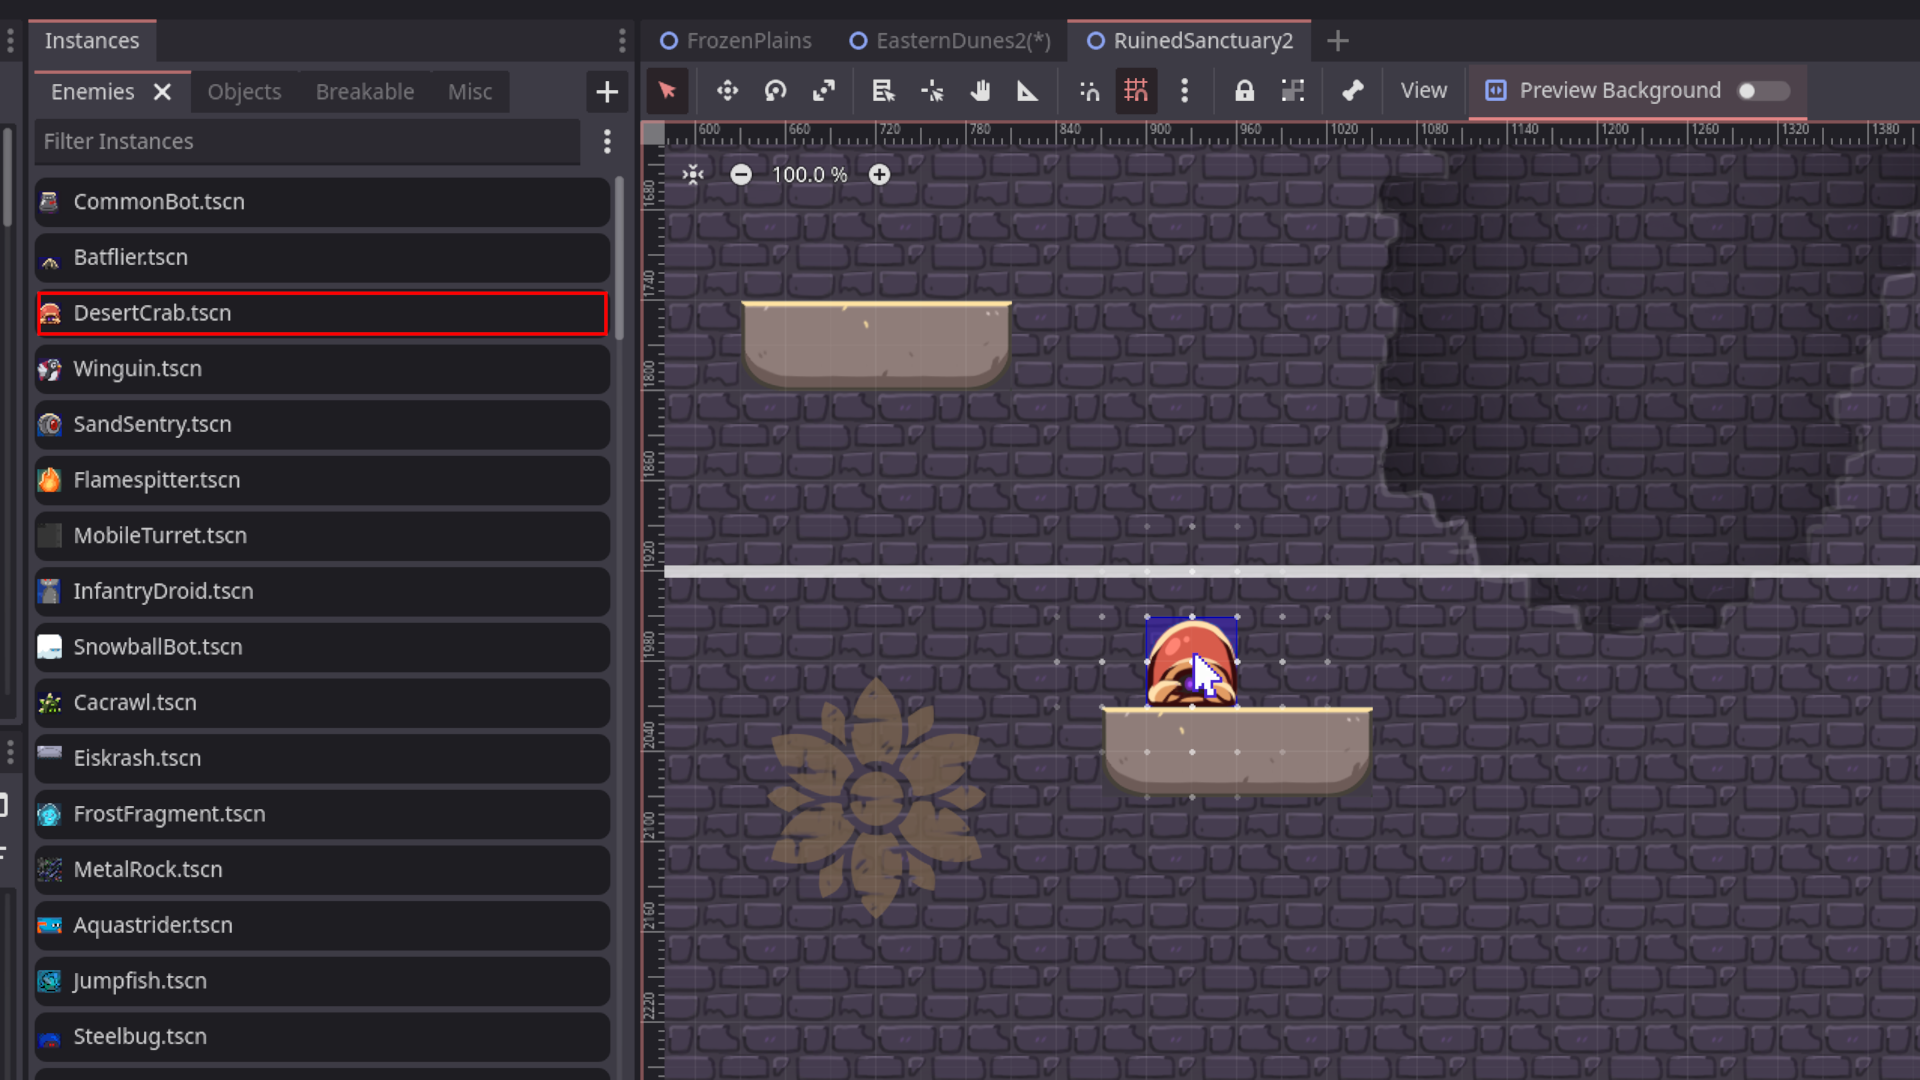 Instances
FrozenPlains
EasternDunes2(*)
RuinedSanctuary2
Enemies
Objects
Breakable
Misc
View
Preview Background
Filter Instances
600 660 720 780 840 900 960 1020 1080 1140 1200 1260 1320 1380
100.0 %
CommonBot.tscn
Batflier.tscn
DesertCrab.tscn
Winguin.tscn
SandSentry.tscn
Flamespitter.tscn
MobileTurret.tscn
InfantryDroid.tscn
SnowballBot.tscn
Cacrawl.tscn
Eiskrash.tscn
FrostFragment.tscn
MetalRock.tscn
Aquastrider.tscn
Jumpfish.tscn
Steelbug.tscn
1680
1740
1800
1860
1920
1980
2040
2100
2160
2220